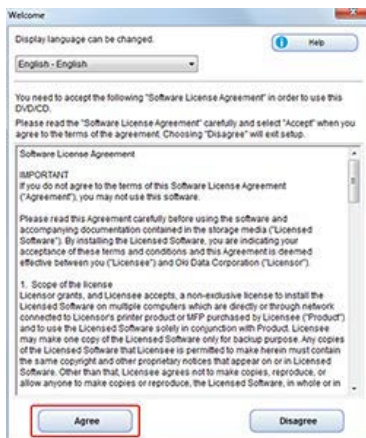 Welcome
Display language can be changed.
Help
English - English
You need to accept the following "Software License Agreement" in order to use this
DVD/CD.
Please read the "Software License Agreement" carefully and select "Accept" when you
agree to the terms of the agreement. Choosing "Disagree" will exit setup.
Software License Agreement
IMPORTANT
If you do not agree to the terms of this Software License Agreement
("Agreement"), you may not use this software.
Please read this Agreement carefully before using the software and
accompanying documentation contained in the storage media ("Licensed
Software"). By installing the Licensed Software, you are indicating your
acceptance of these terms and conditions and this Agreement is deemed
effective between you ("Licensee") and Oki Data Corporation ("Licensor").
1. Scope of the license
Licensor grants, and Licensee accepts, a non-exclusive license to install the
Licensed Software on multiple computers which are directly or through network
connected to Licensor's printer product or MFP purchased by Licensee ("Product")
and to use the Licensed Software solely in conjunction with Product. Licensee
may make one copy of the Licensed Software only for backup purpose. Any copies
of the Licensed Software that Licensee is permitted to make herein must contain
the same copyright and other proprietary notices that appear on or in Licensed
Software. Other than that, Licensee agrees not to make copies, reproduce, or
allow anyone to make copies or reproduce, the Licensed Software, in whole or in
Agree
Disagree